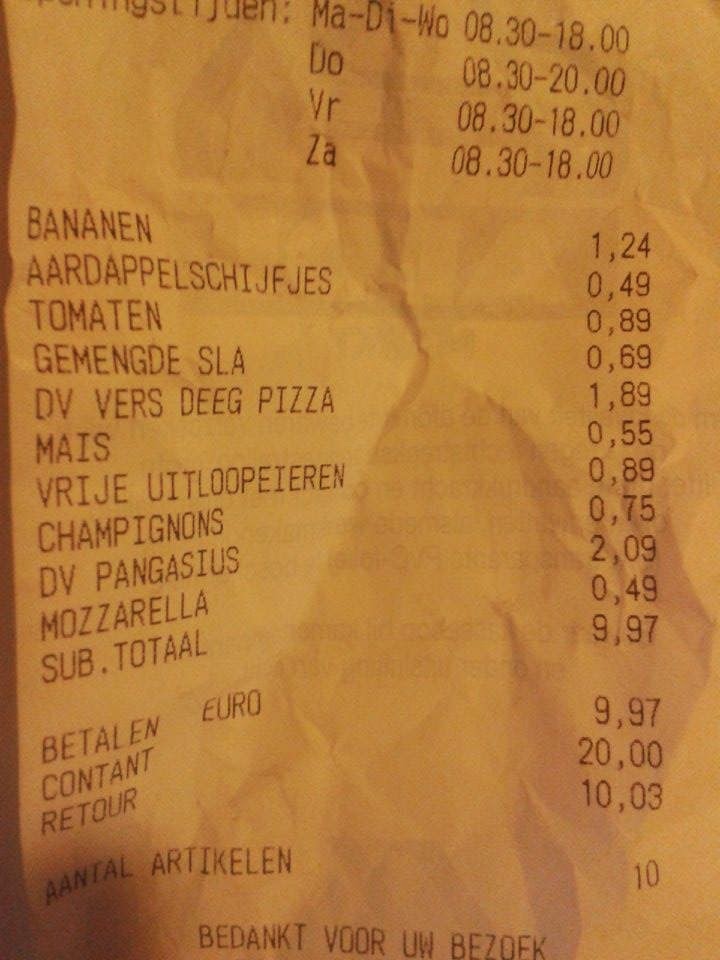 Openingstijden: Ma-Di-Wo 08.30-18.00
Do 08.30-20.00
Vr 08.30-18.00
Za 08.30-18.00
BANANEN 1,24
AARDAPPELSCHIJFJES 0,49
TOMATEN 0,89
GEMENGDE SLA 0,69
DV VERS DEEG PIZZA 1,89
MAIS 0,55
VRIJE UITLOOPEIEREN 0,89
CHAMPIGNONS 0,75
DV PANGASIUS 2,09
MOZZARELLA 0,49
SUB.TOTAAL 9,97
BETALEN EURO 9,97
CONTANT 20,00
RETOUR 10,03
AANTAL ARTIKELEN 10
BEDANKT VOOR UW BEZOEK